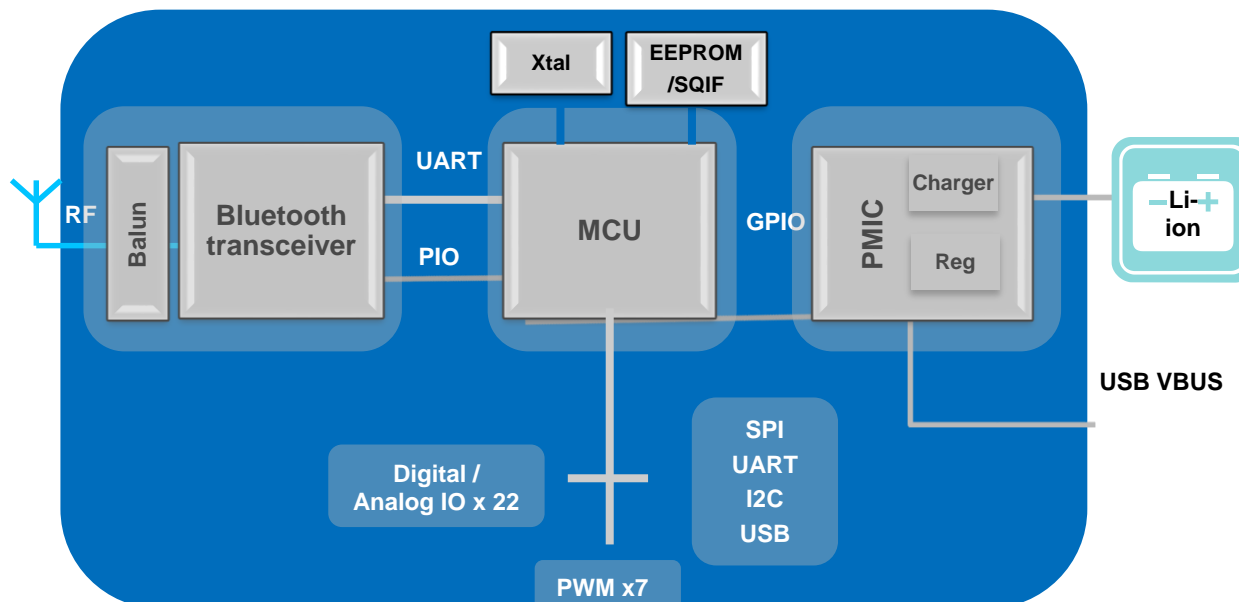 Xtal
EEPROM
/SQIF
RF
Balun
Bluetooth
transceiver
UART
PIO
MCU
GPIO
PMIC
Charger
Reg
Li-
ion
USB VBUS
Digital /
Analog IO x 22
SPI
UART
I2C
USB
PWM x7